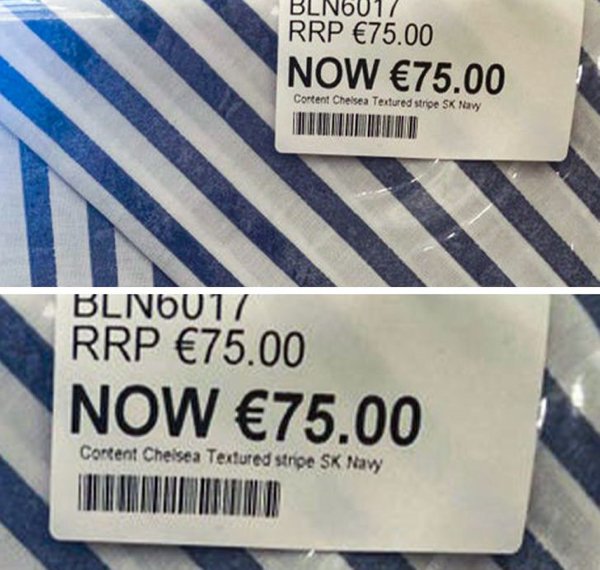 BLN6017
RRP €75.00
NOW €75.00
Content Chelsea Textured stripe SK Navy
BLN6017
RRP €75.00
NOW €75.00
Content Chelsea Textured stripe SK Navy